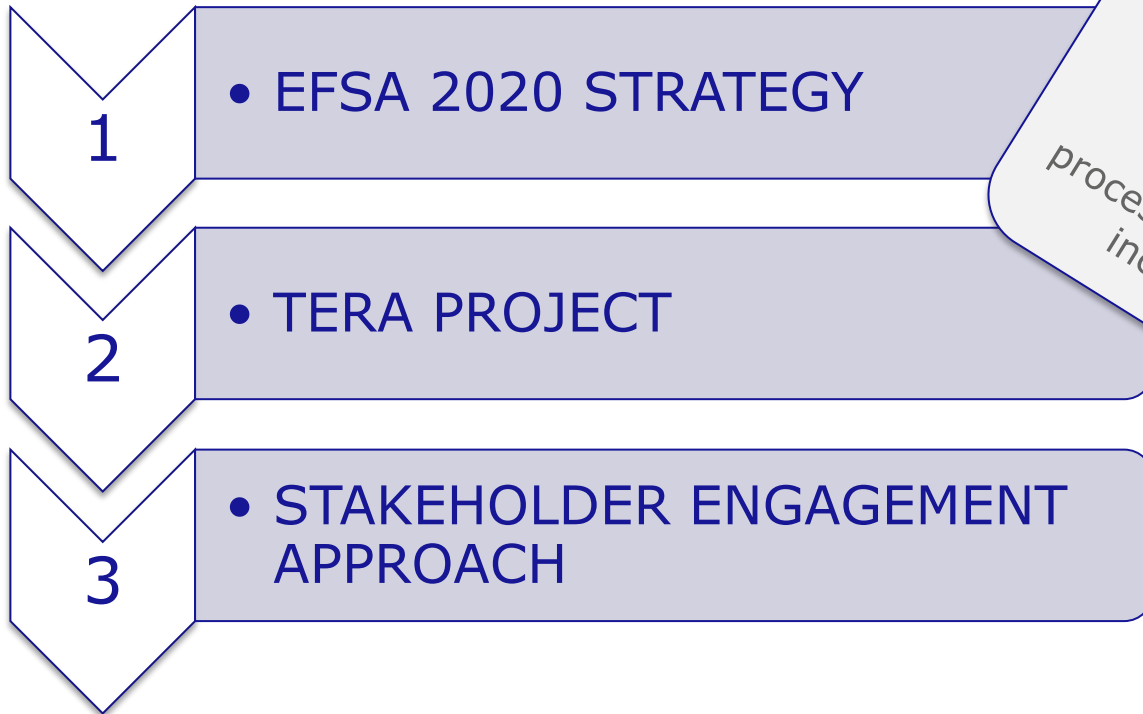 1
• EFSA 2020 STRATEGY
2
• TERA PROJECT
3
• STAKEHOLDER ENGAGEMENT
APPROACH